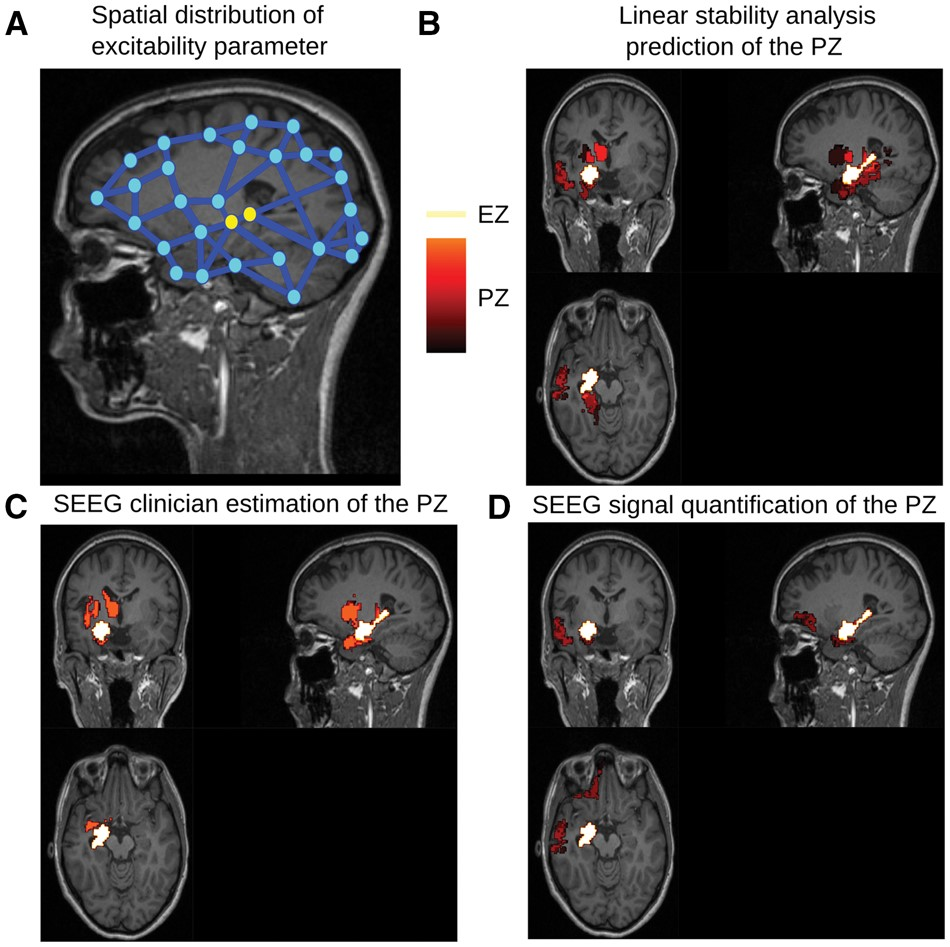 A
Spatial distribution of
excitability parameter
B
Linear stability analysis
prediction of the PZ
EZ
PZ
C
SEEG clinician estimation of the PZ
D
SEEG signal quantification of the PZ